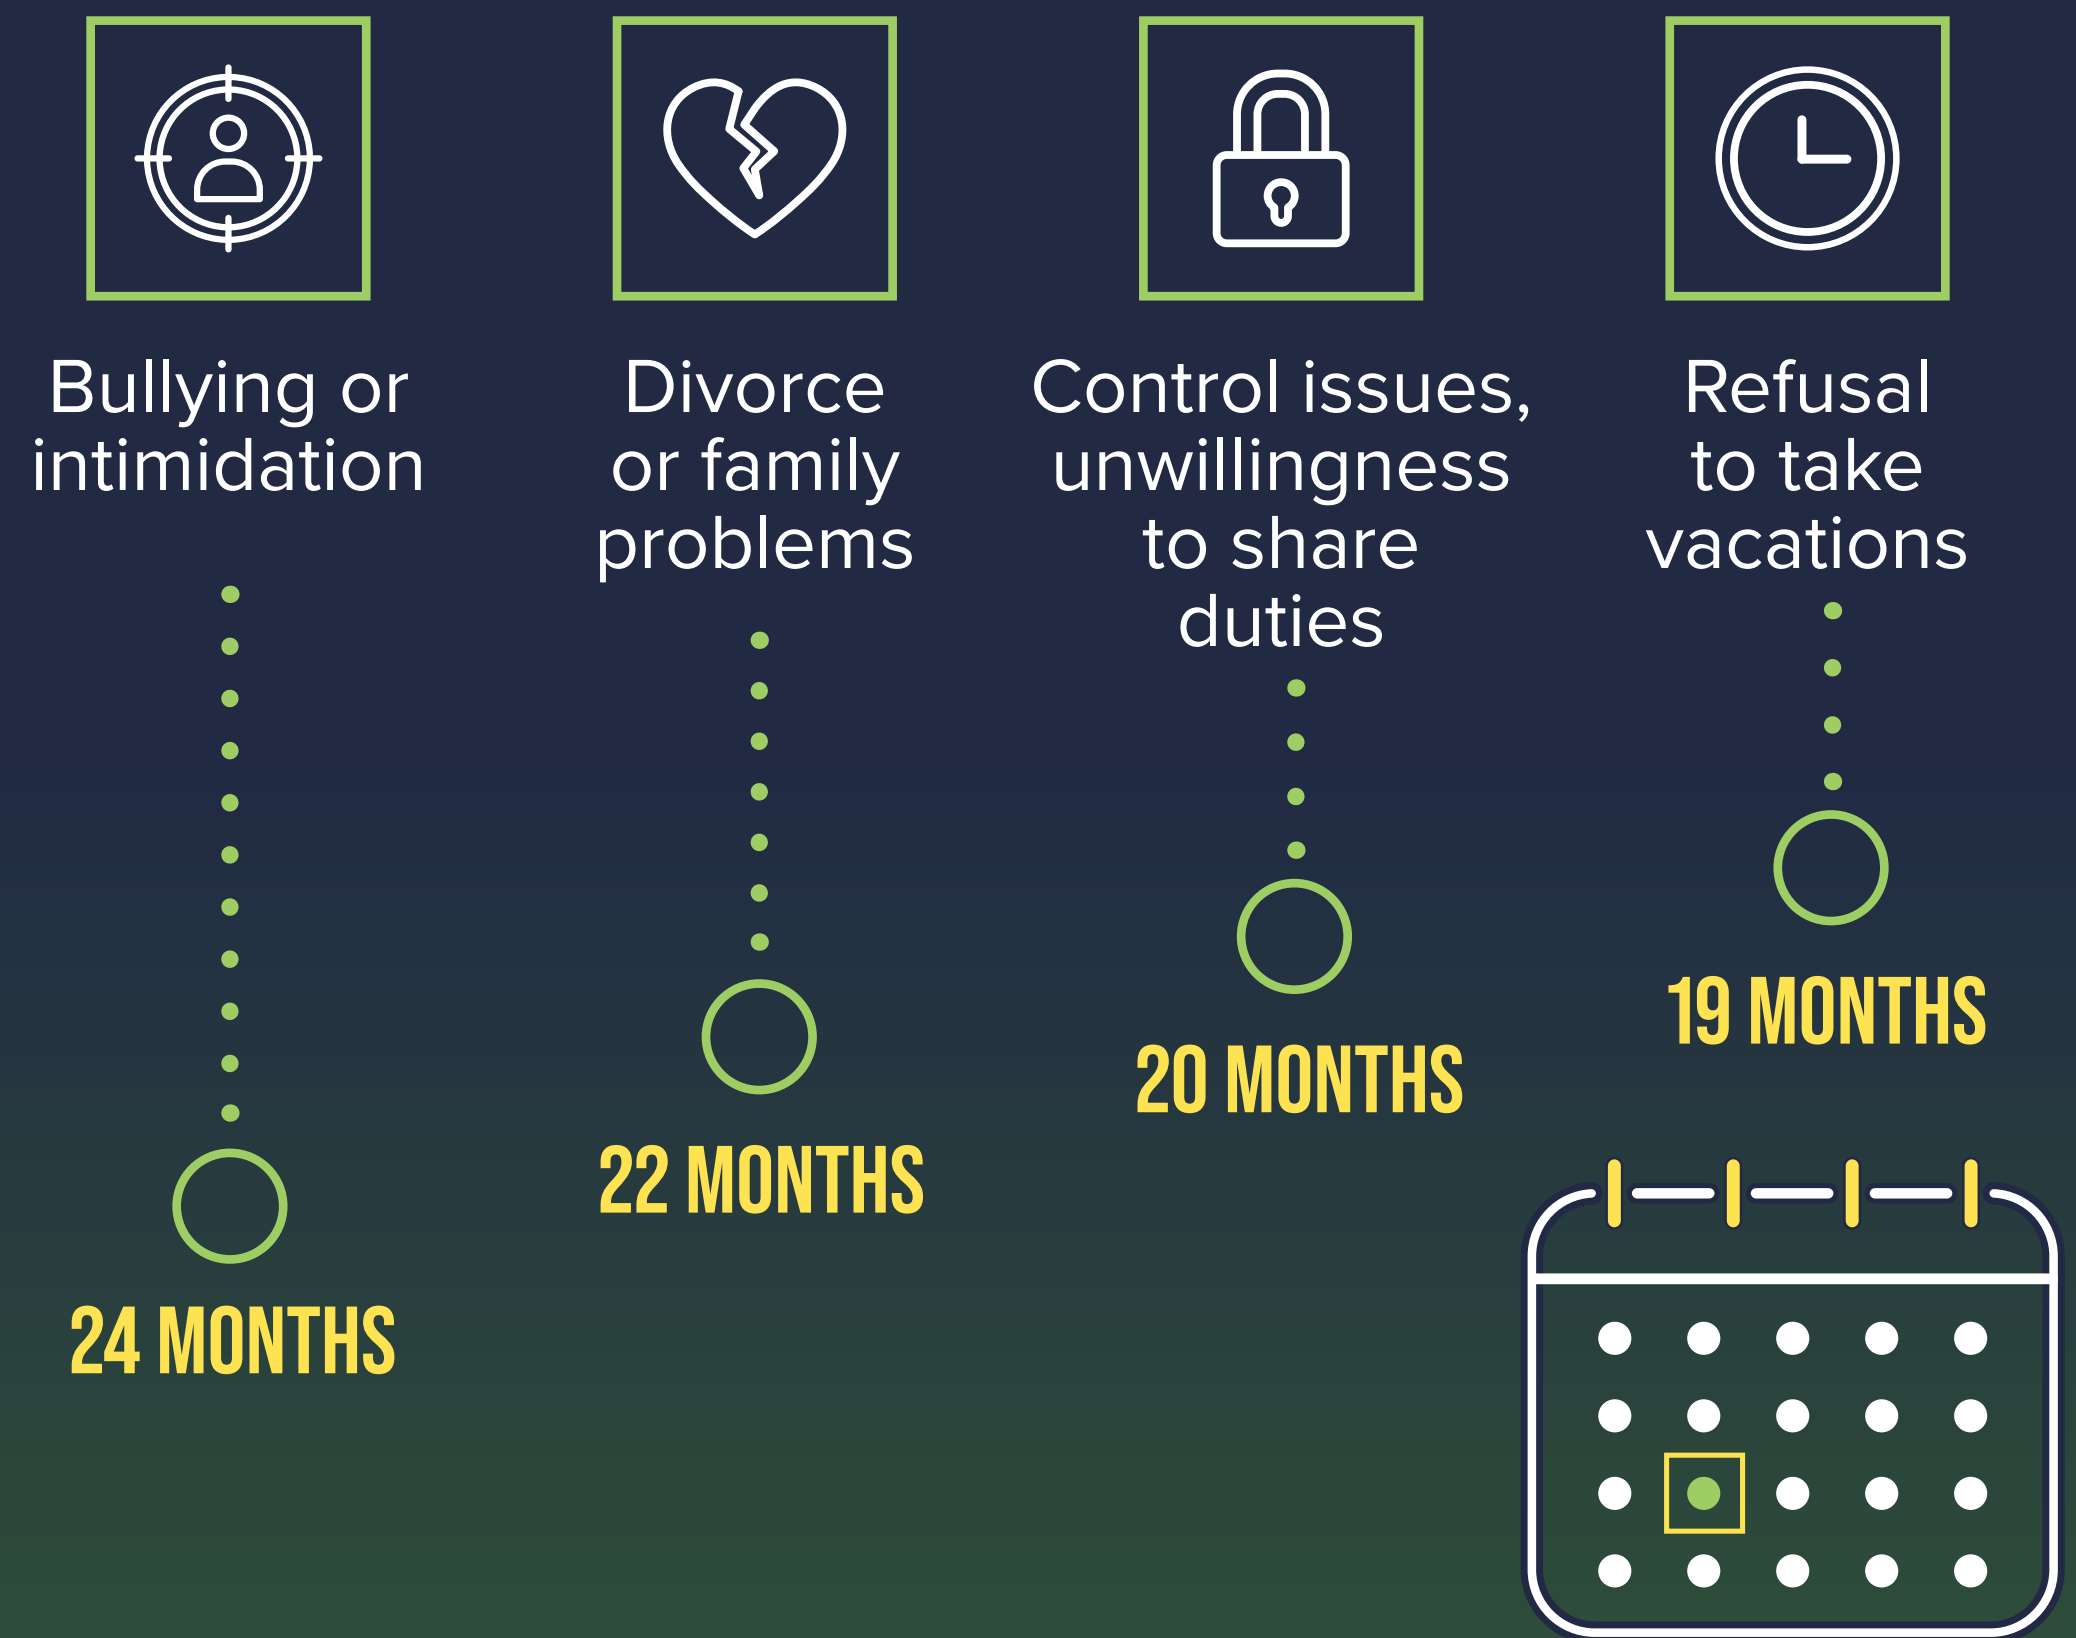 Bullying or
intimidation
24 MONTHS
Divorce
or family
problems
22 MONTHS
Control issues,
unwillingness
to share
duties
20 MONTHS
Refusal
to take
vacations
19 MONTHS